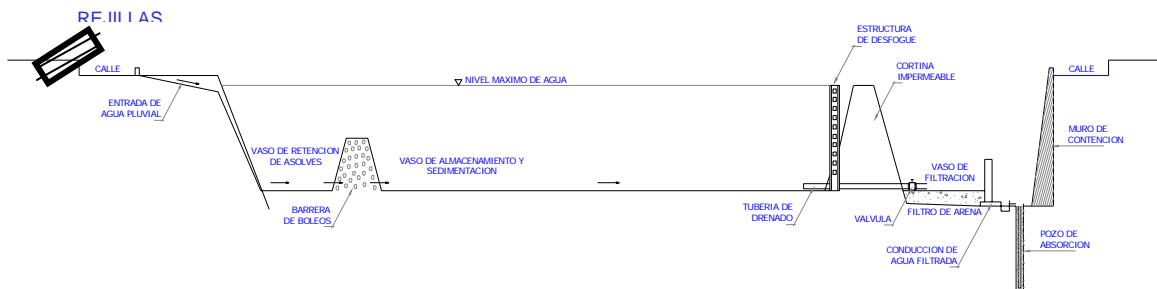 REJILLAS
CALLE
ENTRADA DE
AGUA PLUVIAL
NIVEL MAXIMO DE AGUA
VASO DE RETENCION
DE ASOLVES
BARRERA
DE BOLEOS
VASO DE ALMACENAMIENTO Y
SEDIMENTACION
ESTRUCTURA
DE DESFOGUE
CORTINA
IMPERMEABLE
TUBERIA DE
DRENADO
VALVULA
VASO DE
FILTRACION
FILTRO DE ARENA
CONDUCCION DE
AGUA FILTRADA
CALLE
MURO DE
CONTENCION
POZO DE
ABSORCION